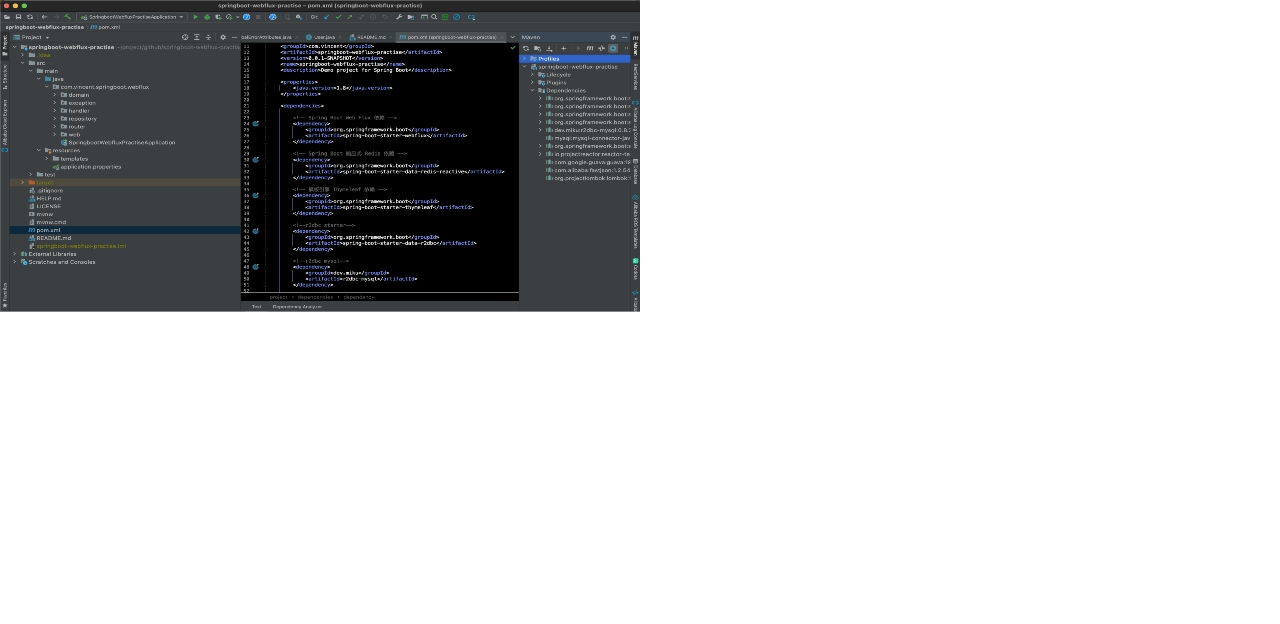 springboot-webflux-practise – pom.xml (springboot-webflux-practise)
SpringbootWebfluxPractiseApplication
Git:
springboot-webflux-practise pom.xml
Project
springboot-webflux-practise ~/project/github/springboot-webflux-practise
.idea
src
main
java
com.vincent.springboot.webflux
domain
exception
handler
repository
router
web
SpringbootWebfluxPractiseApplication
resources
templates
application.properties
test
target
.gitignore
HELP.md
LICENSE
mvnw
mvnw.cmd
pom.xml
README.md
springboot-webflux-practise.iml
External Libraries
Scratches and Consoles
balErrorAttributes.java
User.java
README.md
pom.xml (springboot-webflux-practise)
11 <groupId>com.vincent</groupId>
12 <artifactId>springboot-webflux-practise</artifactId>
13 <version>0.0.1-SNAPSHOT</version>
14 <name>springboot-webflux-practise</name>
15 <description>Demo project for Spring Boot</description>
16
17 <properties>
18 <java.version>1.8</java.version>
19 </properties>
20
21 <dependencies>
22
23 <!-- Spring Boot Web Flux 依赖 -->
24 <dependency>
25 <groupId>org.springframework.boot</groupId>
26 <artifactId>spring-boot-starter-webflux</artifactId>
27 </dependency>
28
29 <!-- Spring Boot 响应式 Redis 依赖 -->
30 <dependency>
31 <groupId>org.springframework.boot</groupId>
32 <artifactId>spring-boot-starter-data-redis-reactive</artifactId>
33 </dependency>
34
35 <!-- 模板引擎 Thymeleaf 依赖 -->
36 <dependency>
37 <groupId>org.springframework.boot</groupId>
38 <artifactId>spring-boot-starter-thymeleaf</artifactId>
39 </dependency>
40
41 <!--r2dbc starter-->
42 <dependency>
43 <groupId>org.springframework.boot</groupId>
44 <artifactId>spring-boot-starter-data-r2dbc</artifactId>
45 </dependency>
46
47 <!--r2dbc mysql-->
48 <dependency>
49 <groupId>dev.miku</groupId>
50 <artifactId>r2dbc-mysql</artifactId>
51 </dependency>
52
project › dependencies › dependency
Text Dependency Analyzer
Maven
Profiles
springboot-webflux-practise
Lifecycle
Plugins
Dependencies
org.springframework.boot:s
org.springframework.boot:s
org.springframework.boot:s
org.springframework.boot:s
dev.miku:r2dbc-mysql:0.8.
mysql:mysql-connector-jav
org.springframework.boot:s
io.projectreactor:reactor-te
com.google.guava:guava:18
com.alibaba:fastjson:1.2.54
org.projectlombok:lombok:1
Project
Structure
Alibaba Cloud Explorer
Favorites
Maven
RestServices
Database
Codota